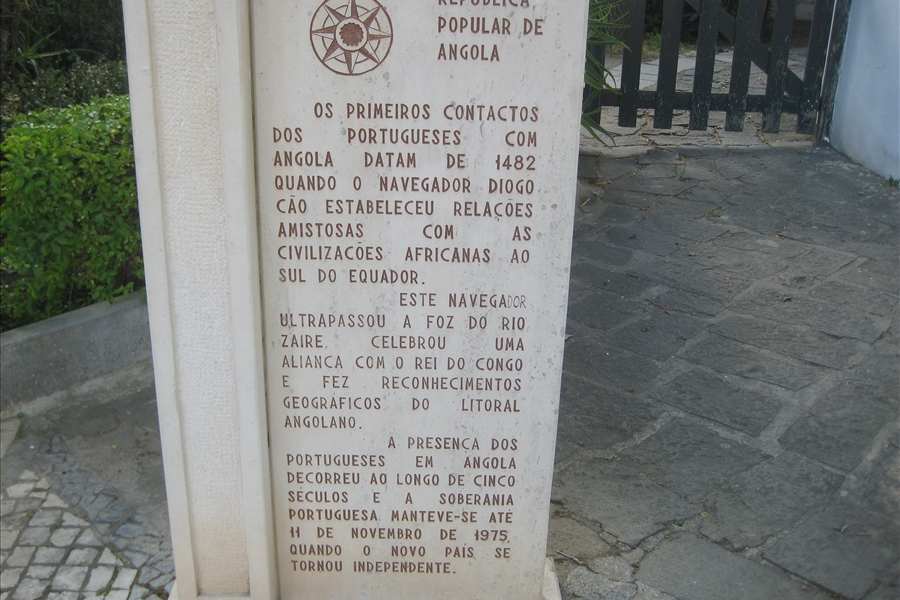 REPÚBLICA
POPULAR DE
ANGOLA
OS PRIMEIROS CONTACTOS
DOS PORTUGUESES COM
ANGOLA DATAM DE 1482
QUANDO O NAVEGADOR DIOGO
CÃO ESTABELECEU RELAÇÕES
AMISTOSAS COM AS
CIVILIZAÇÕES AFRICANAS AO
SUL DO EQUADOR.
ESTE NAVEGADOR
ULTRAPASSOU A FOZ DO RIO
ZAIRE, CELEBROU UMA
ALIANÇA COM O REI DO CONGO
E FEZ RECONHECIMENTOS
GEOGRÁFICOS DO LITORAL
ANGOLANO.
A PRESENÇA DOS
PORTUGUESES EM ANGOLA
DECORREU AO LONGO DE CINCO
SÉCULOS E A SOBERANIA
PORTUGUESA MANTEVE-SE ATÉ
11 DE NOVEMBRO DE 1975,
QUANDO O NOVO PAÍS SE
TORNOU INDEPENDENTE.